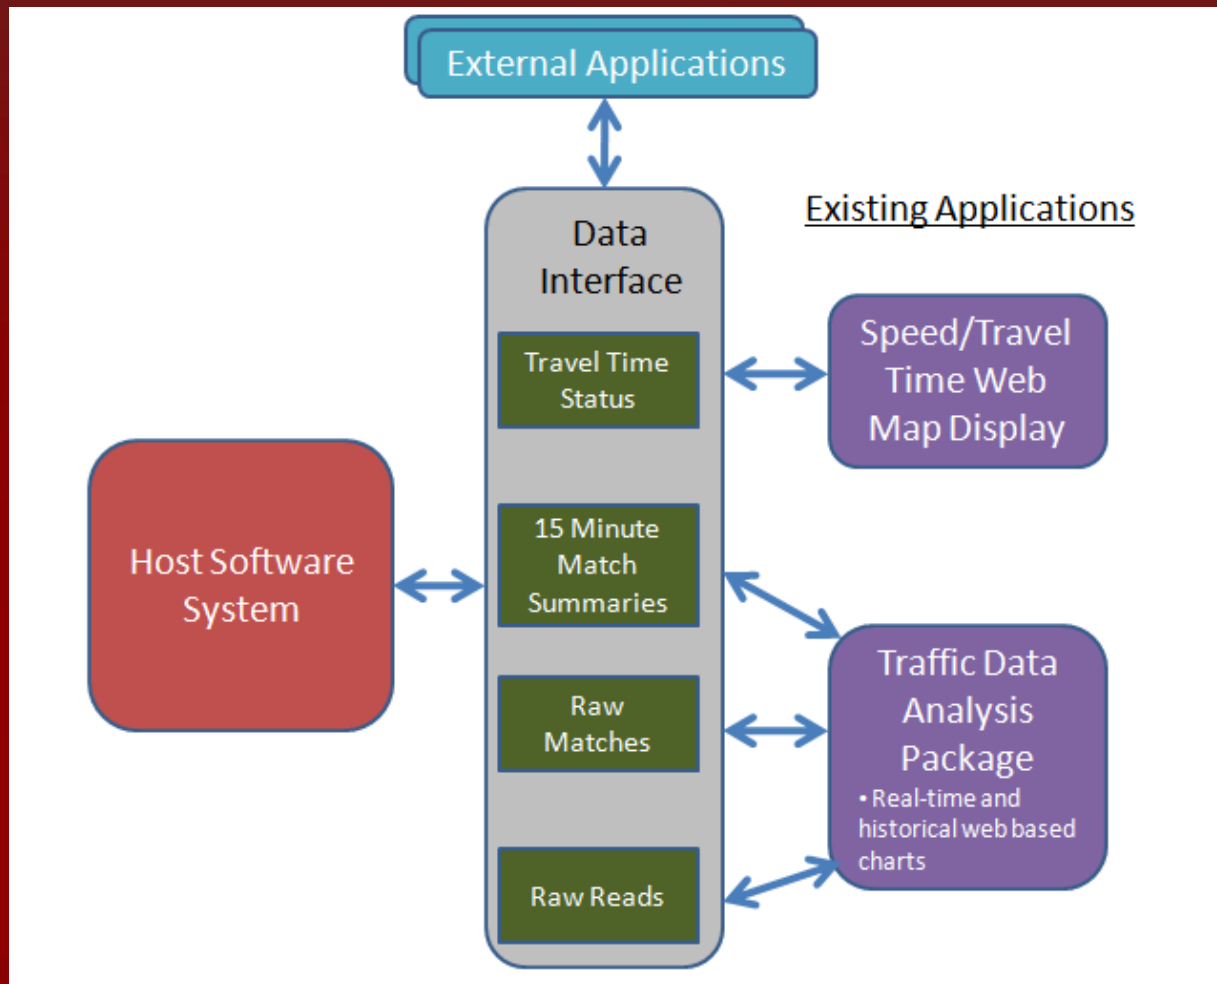 External Applications
Data
Interface
Existing Applications
Travel Time
Status
Speed/Travel
Time Web
Map Display
Host Software
System
15 Minute
Match
Summaries
Raw
Matches
Traffic Data
Analysis
Package
• Real-time and
historical web based
charts
Raw Reads